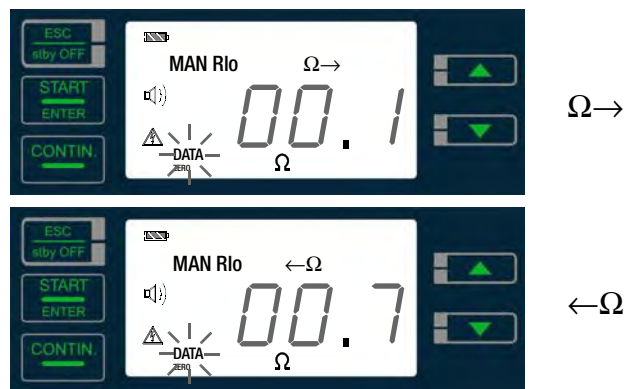 ESC
stby OFF
MAN Rlo Ω→
START
ENTER
00.1
CONTIN.
DATA
ZERO
Ω
Ω→
ESC
stby OFF
MAN Rlo ←Ω
START
ENTER
00.7
CONTIN.
DATA
ZERO
Ω
←Ω